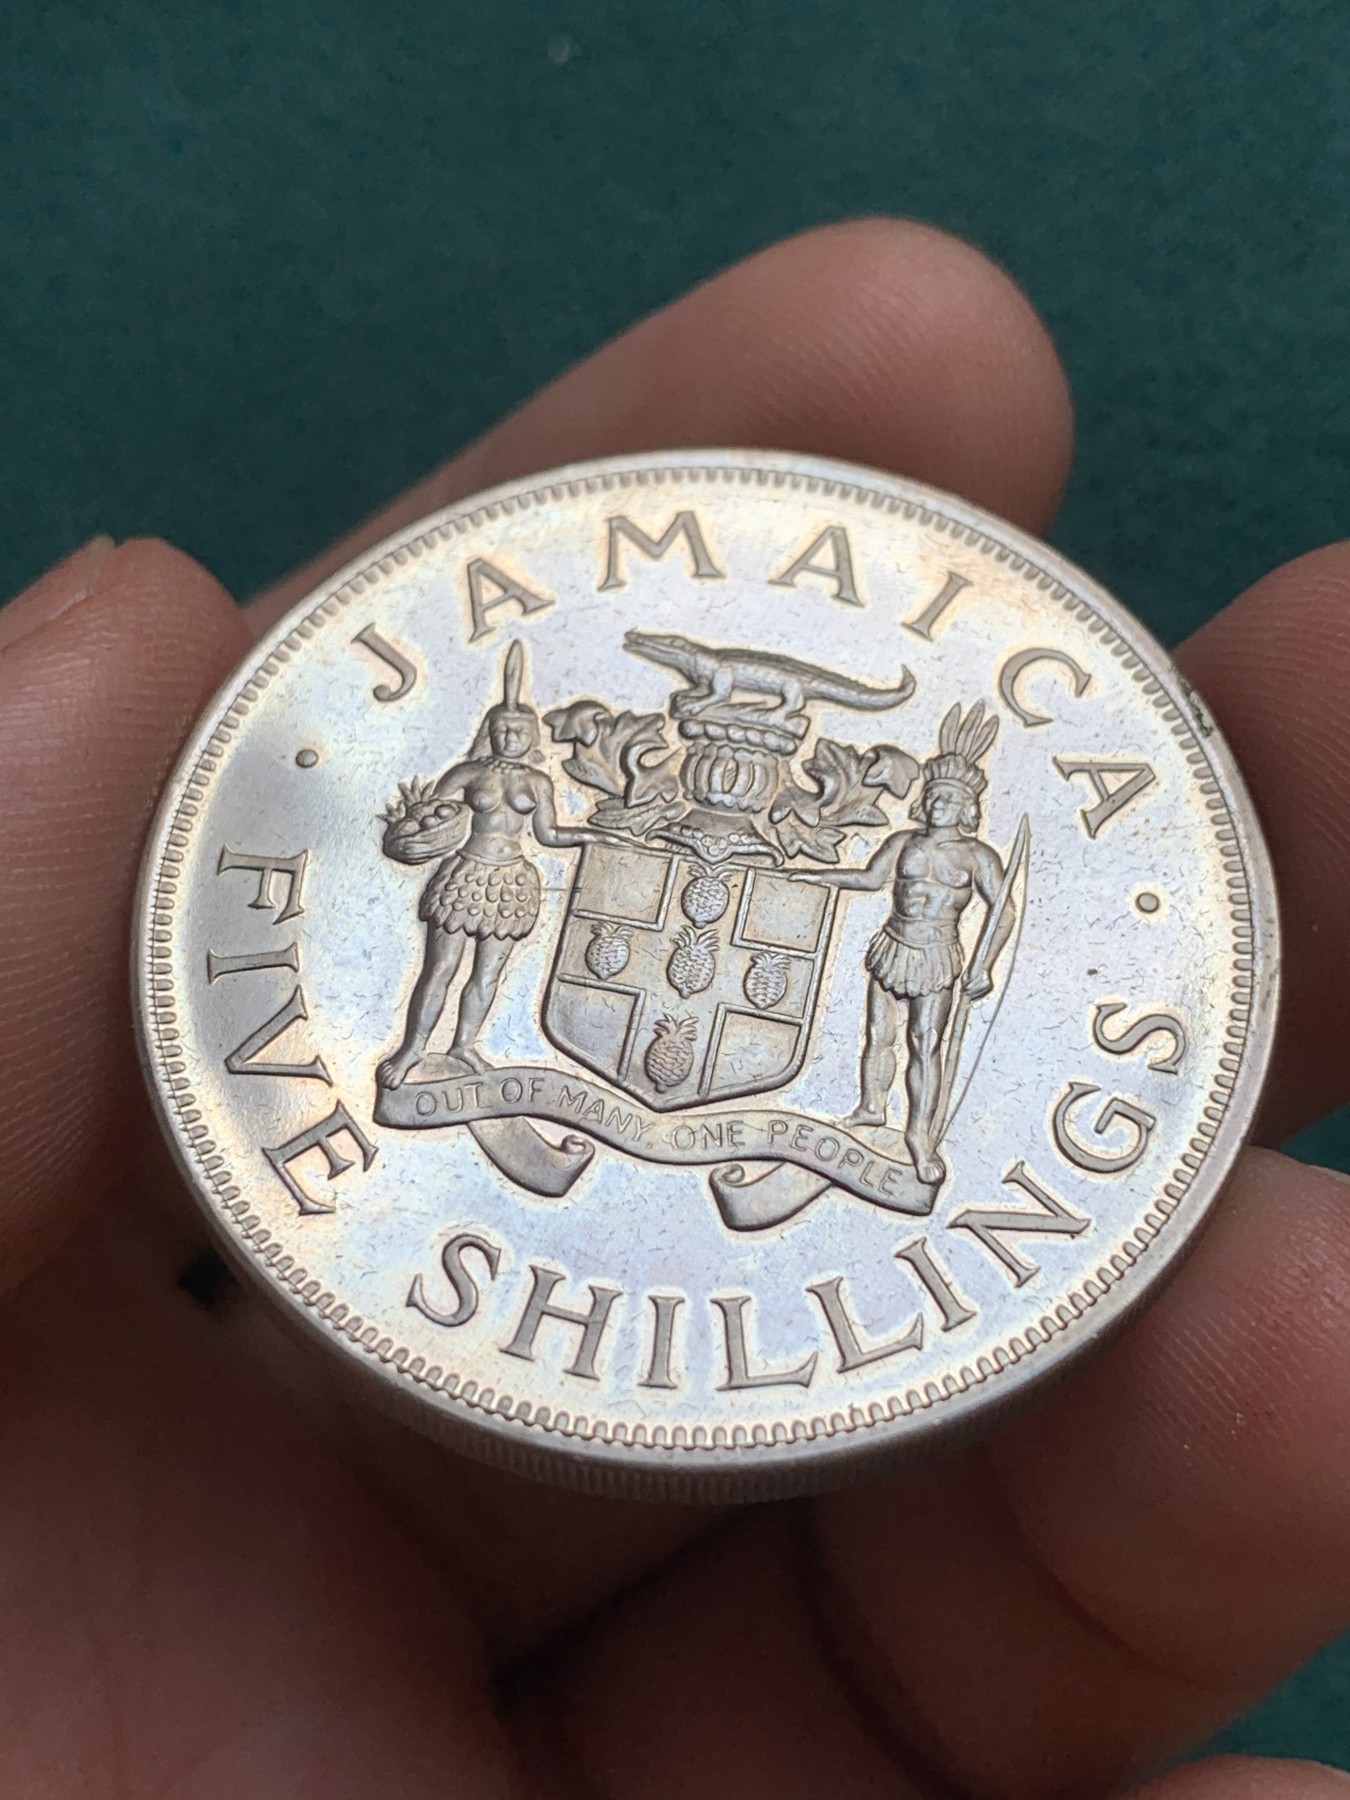 · JAMAICA ·
OUT OF MANY, ONE PEOPLE
FIVE SHILLINGS